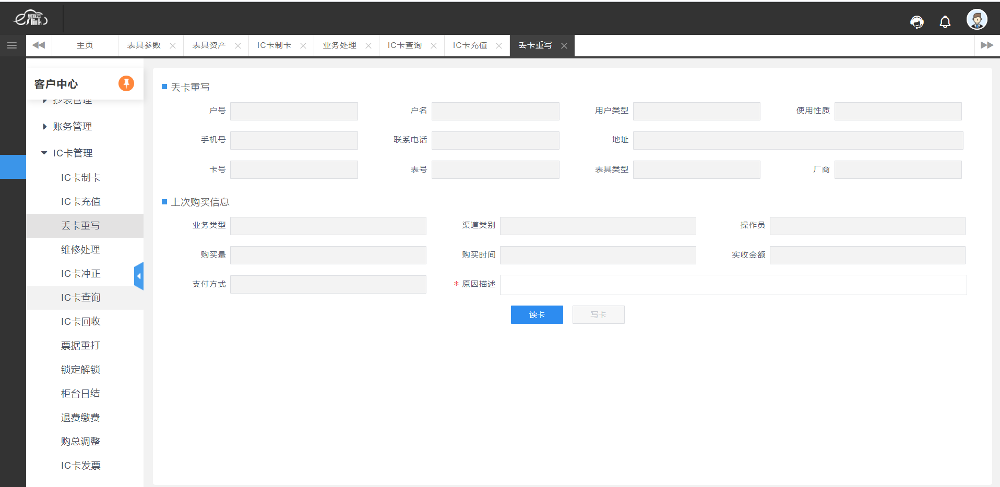 易联云
eslink
主页
表具参数
表具资产
IC卡制卡
业务处理
IC卡查询
IC卡充值
丢卡重写
客户中心
抄表管理
账务管理
IC卡管理
IC卡制卡
IC卡充值
丢卡重写
维修处理
IC卡冲正
IC卡查询
IC卡回收
票据重打
锁定解锁
柜台日结
退费缴费
购总调整
IC卡发票
丢卡重写
户号
户名
用户类型
使用性质
手机号
联系电话
地址
卡号
表号
表具类型
厂商
上次购买信息
业务类型
渠道类别
操作员
购买量
购买时间
实收金额
支付方式
* 原因描述
读卡
写卡